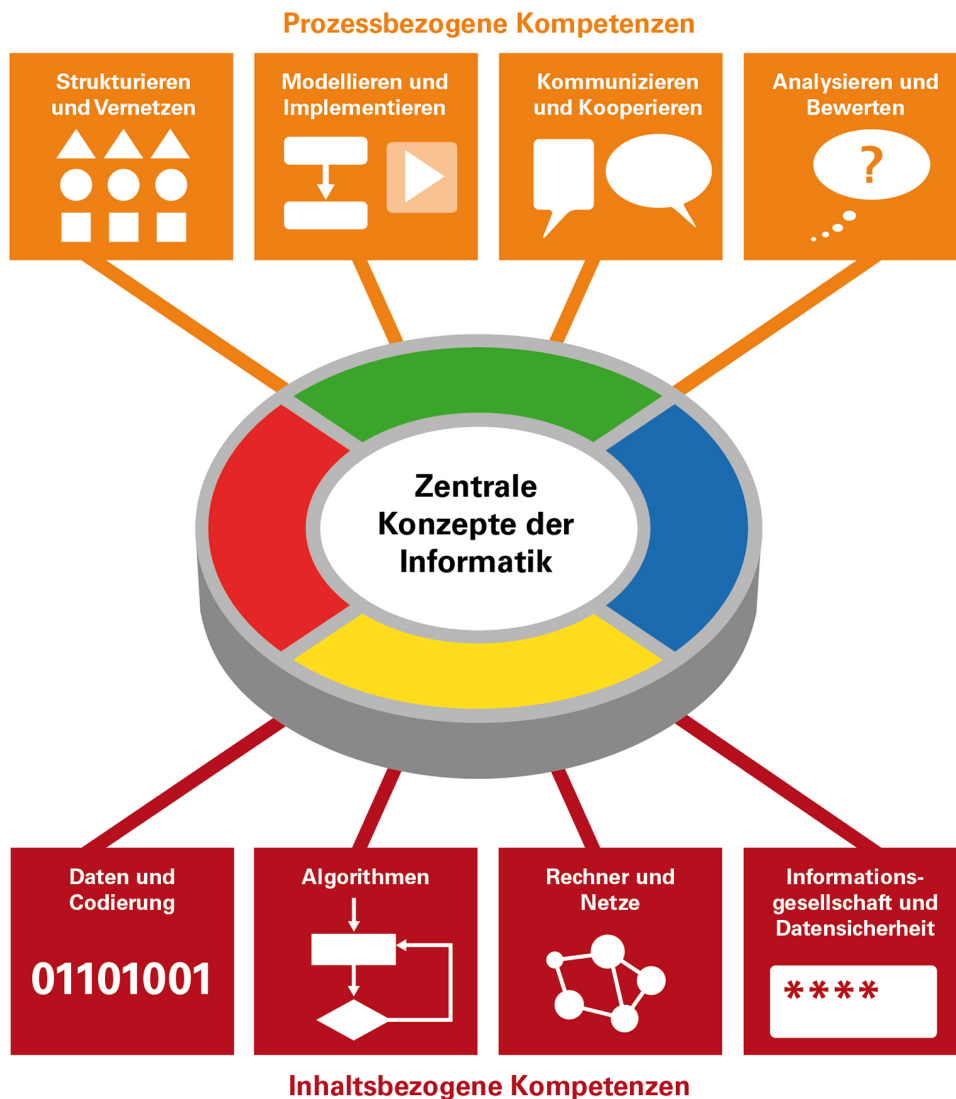 Prozessbezogene Kompetenzen
Strukturieren
und Vernetzen
Modellieren und
Implementieren
Kommunizieren
und Kooperieren
Analysieren und
Bewerten
?
Zentrale
Konzepte der
Informatik
Daten und
Codierung
01101001
Algorithmen
Rechner und
Netze
Informations-
gesellschaft und
Datensicherheit
****
Inhaltsbezogene Kompetenzen